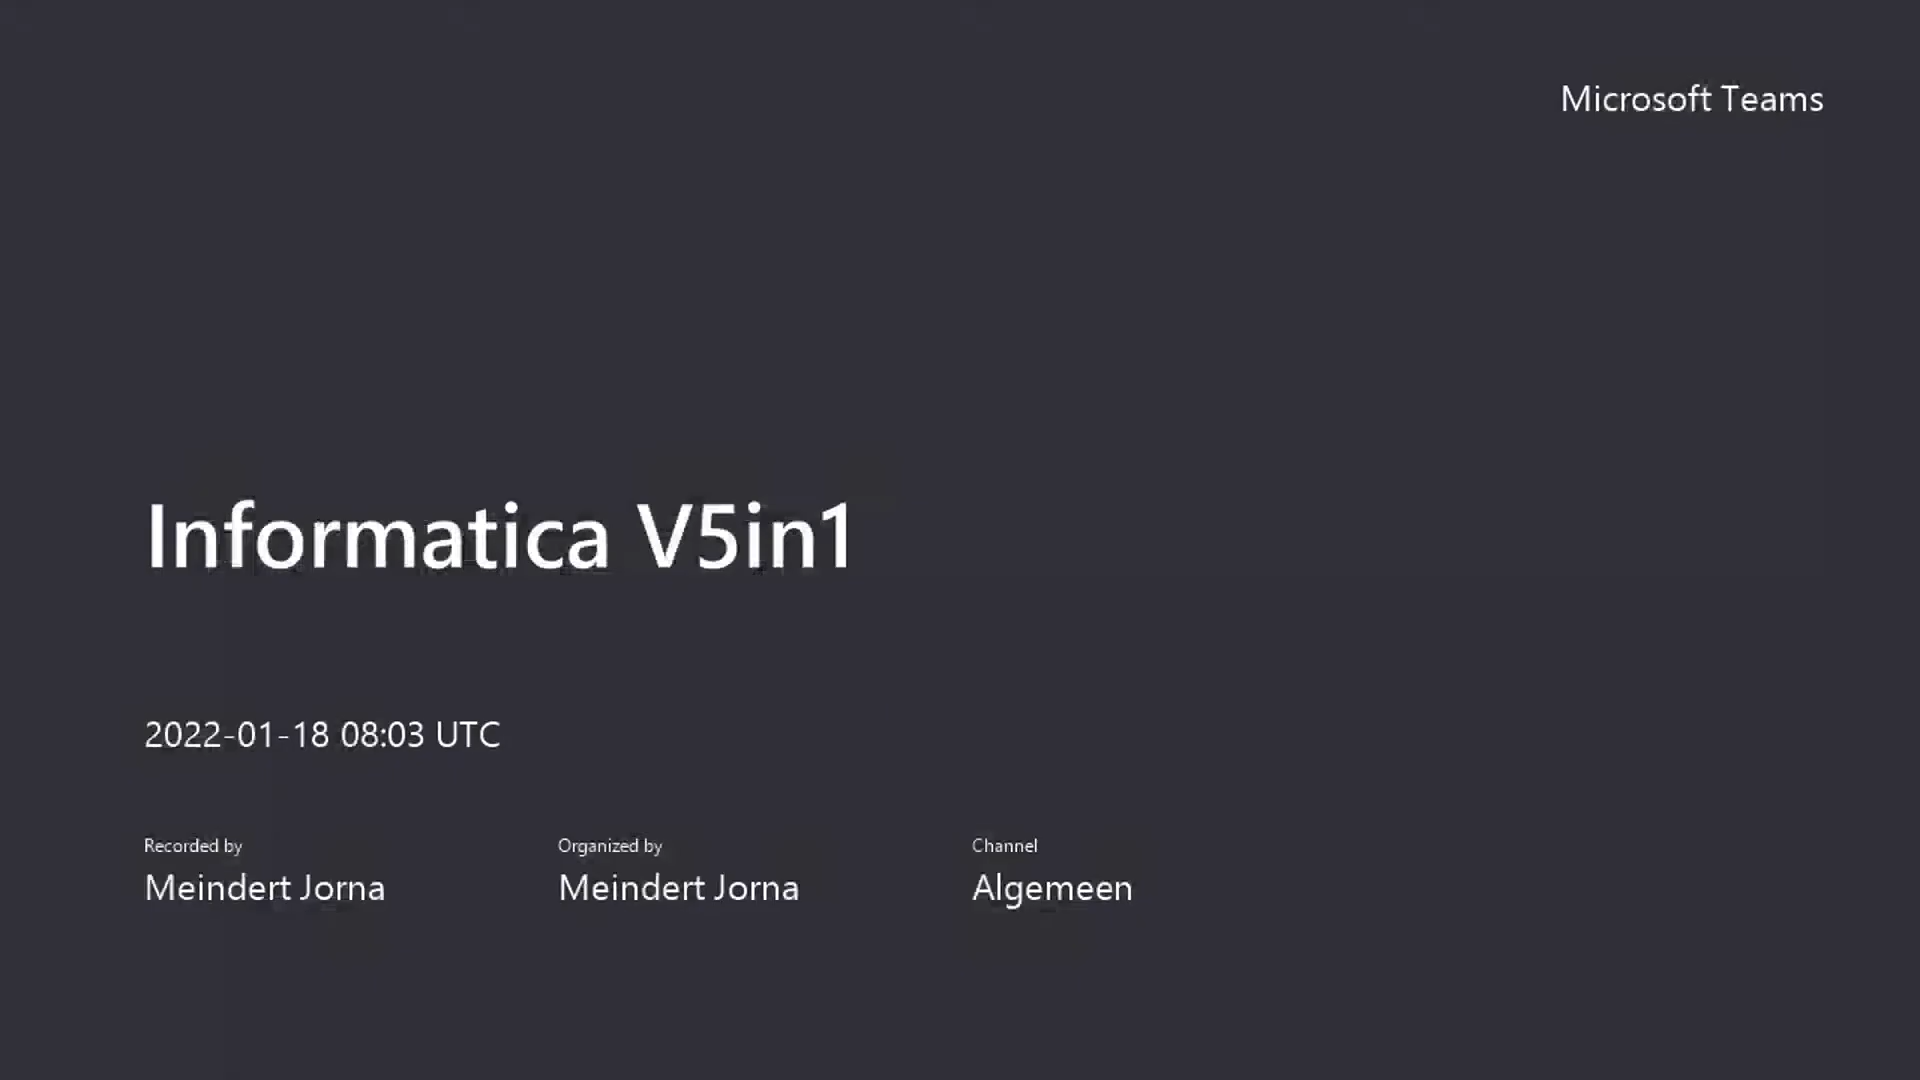 Microsoft Teams
Informatica V5in1
2022-01-18 08:03 UTC
Recorded by
Meindert Jorna
Organized by
Meindert Jorna
Channel
Algemeen